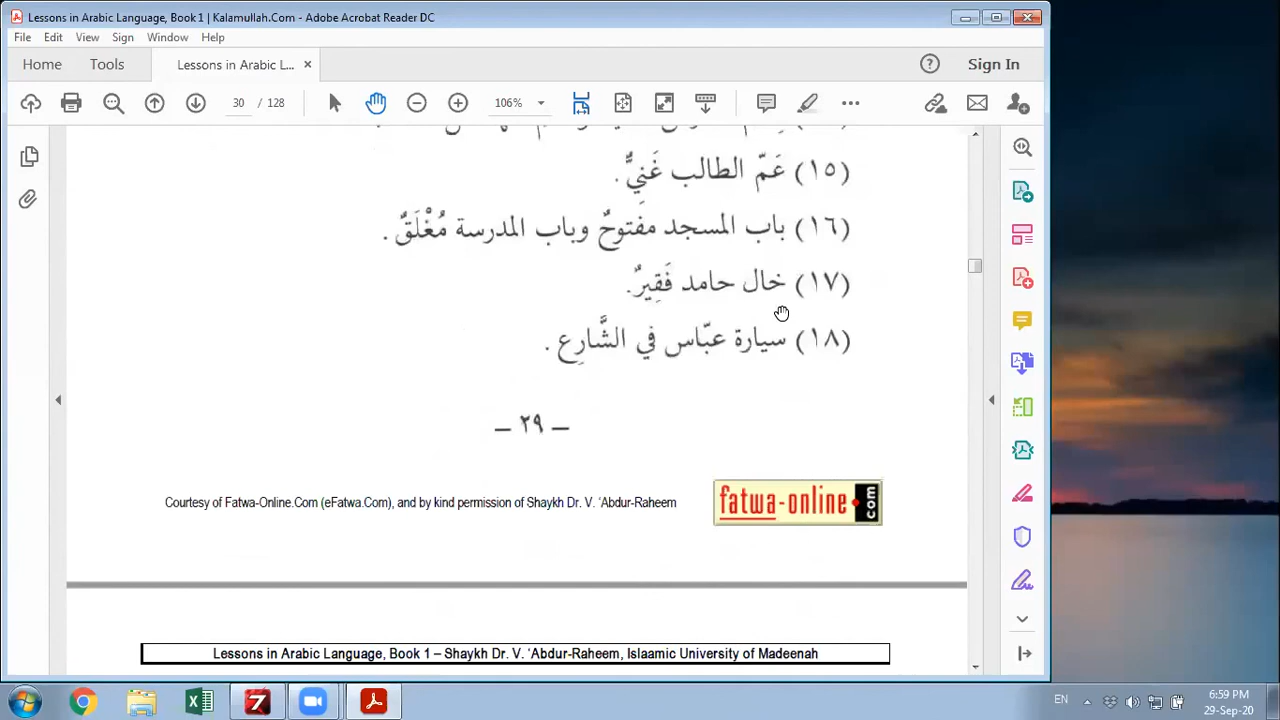 Lessons in Arabic Language, Book 1 | Kalamullah.Com - Adobe Acrobat Reader DC
File Edit View Sign Window Help
Home Tools Lessons in Arabic L... × Sign In
30 / 128 106%
(١٥) عَمّ الطالب غَنِيٌّ .
(١٦) باب المسجد مفتوحٌ وباب المدرسة مُغْلَقٌ .
(١٧) خال حامد فَقِيرٌ.
(١٨) سيارة عبّاس في الشَّارِع .
– ٢٩ –
Courtesy of Fatwa-Online.Com (eFatwa.Com), and by kind permission of Shaykh Dr. V. ‘Abdur-Raheem
fatwa-online.com
Lessons in Arabic Language, Book 1 – Shaykh Dr. V. ‘Abdur-Raheem, Islaamic University of Madeenah
EN 6:59 PM
29-Sep-20